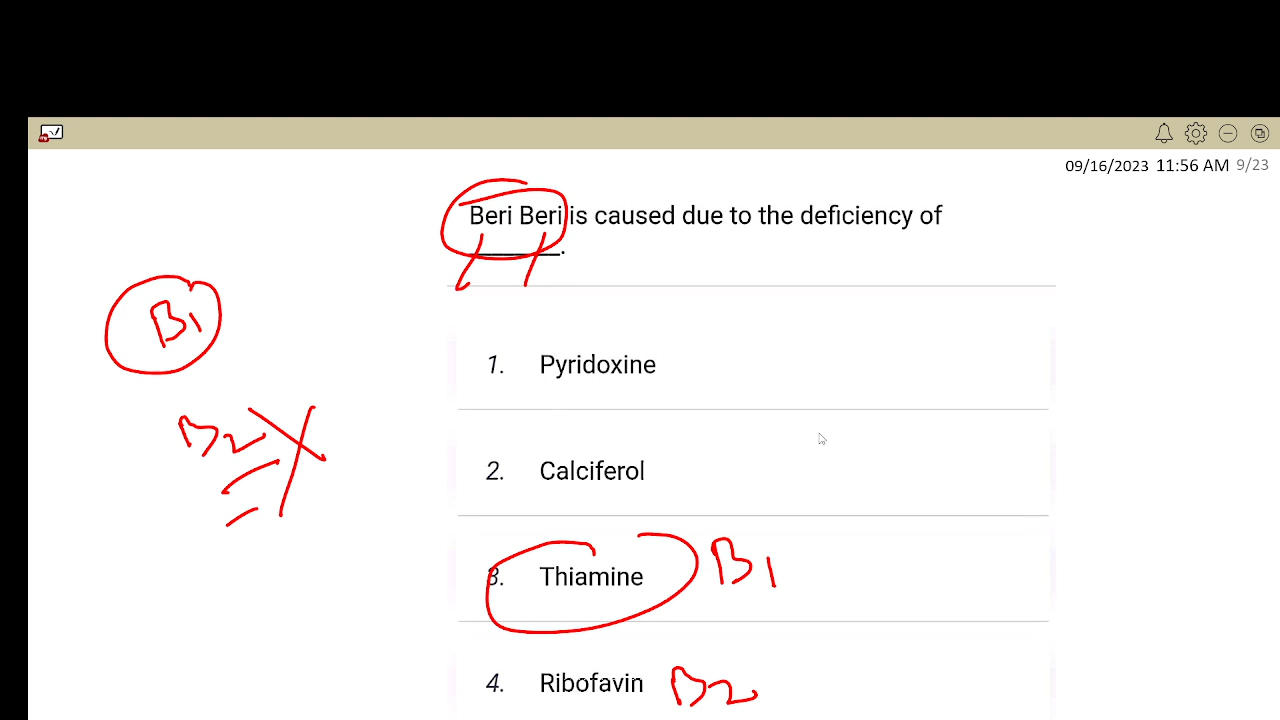 09/16/2023 11:56 AM 9/23
Beri Beri is caused due to the deficiency of
_______.
B1
1. Pyridoxine
B2
2. Calciferol
3. Thiamine B1
4. Ribofavin B2